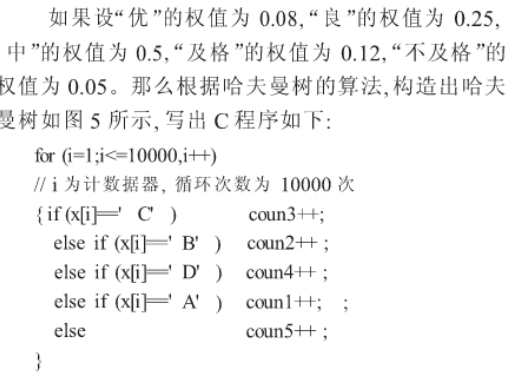 如果设“优”的权值为 0.08,“良”的权值为 0.25,
中”的权值为 0.5,“及格”的权值为 0.12,“不及格”的
权值为 0.05。那么根据哈夫曼树的算法,构造出哈夫
曼树如图 5 所示, 写出 C 程序如下:
for (i=1;i<=10000,i++)
// i 为计数据器, 循环次数为 10000 次
{if (x[i]==' C' ) coun3++;
else if (x[i]==' B' ) coun2++ ;
else if (x[i]==' D' ) coun4++ ;
else if (x[i]==' A' ) coun1++; ;
else coun5++ ;
}